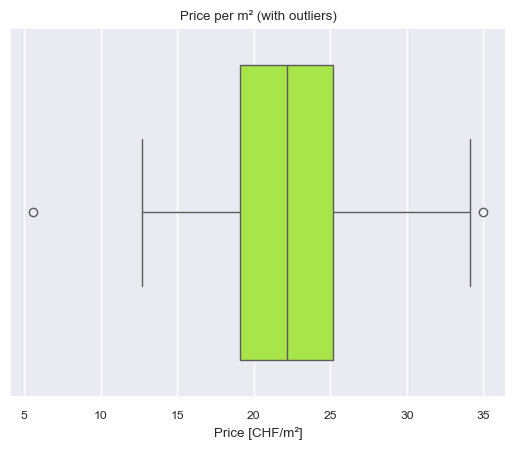 Price per m² (with outliers)
5 10 15 20 25 30 35
Price [CHF/m²]